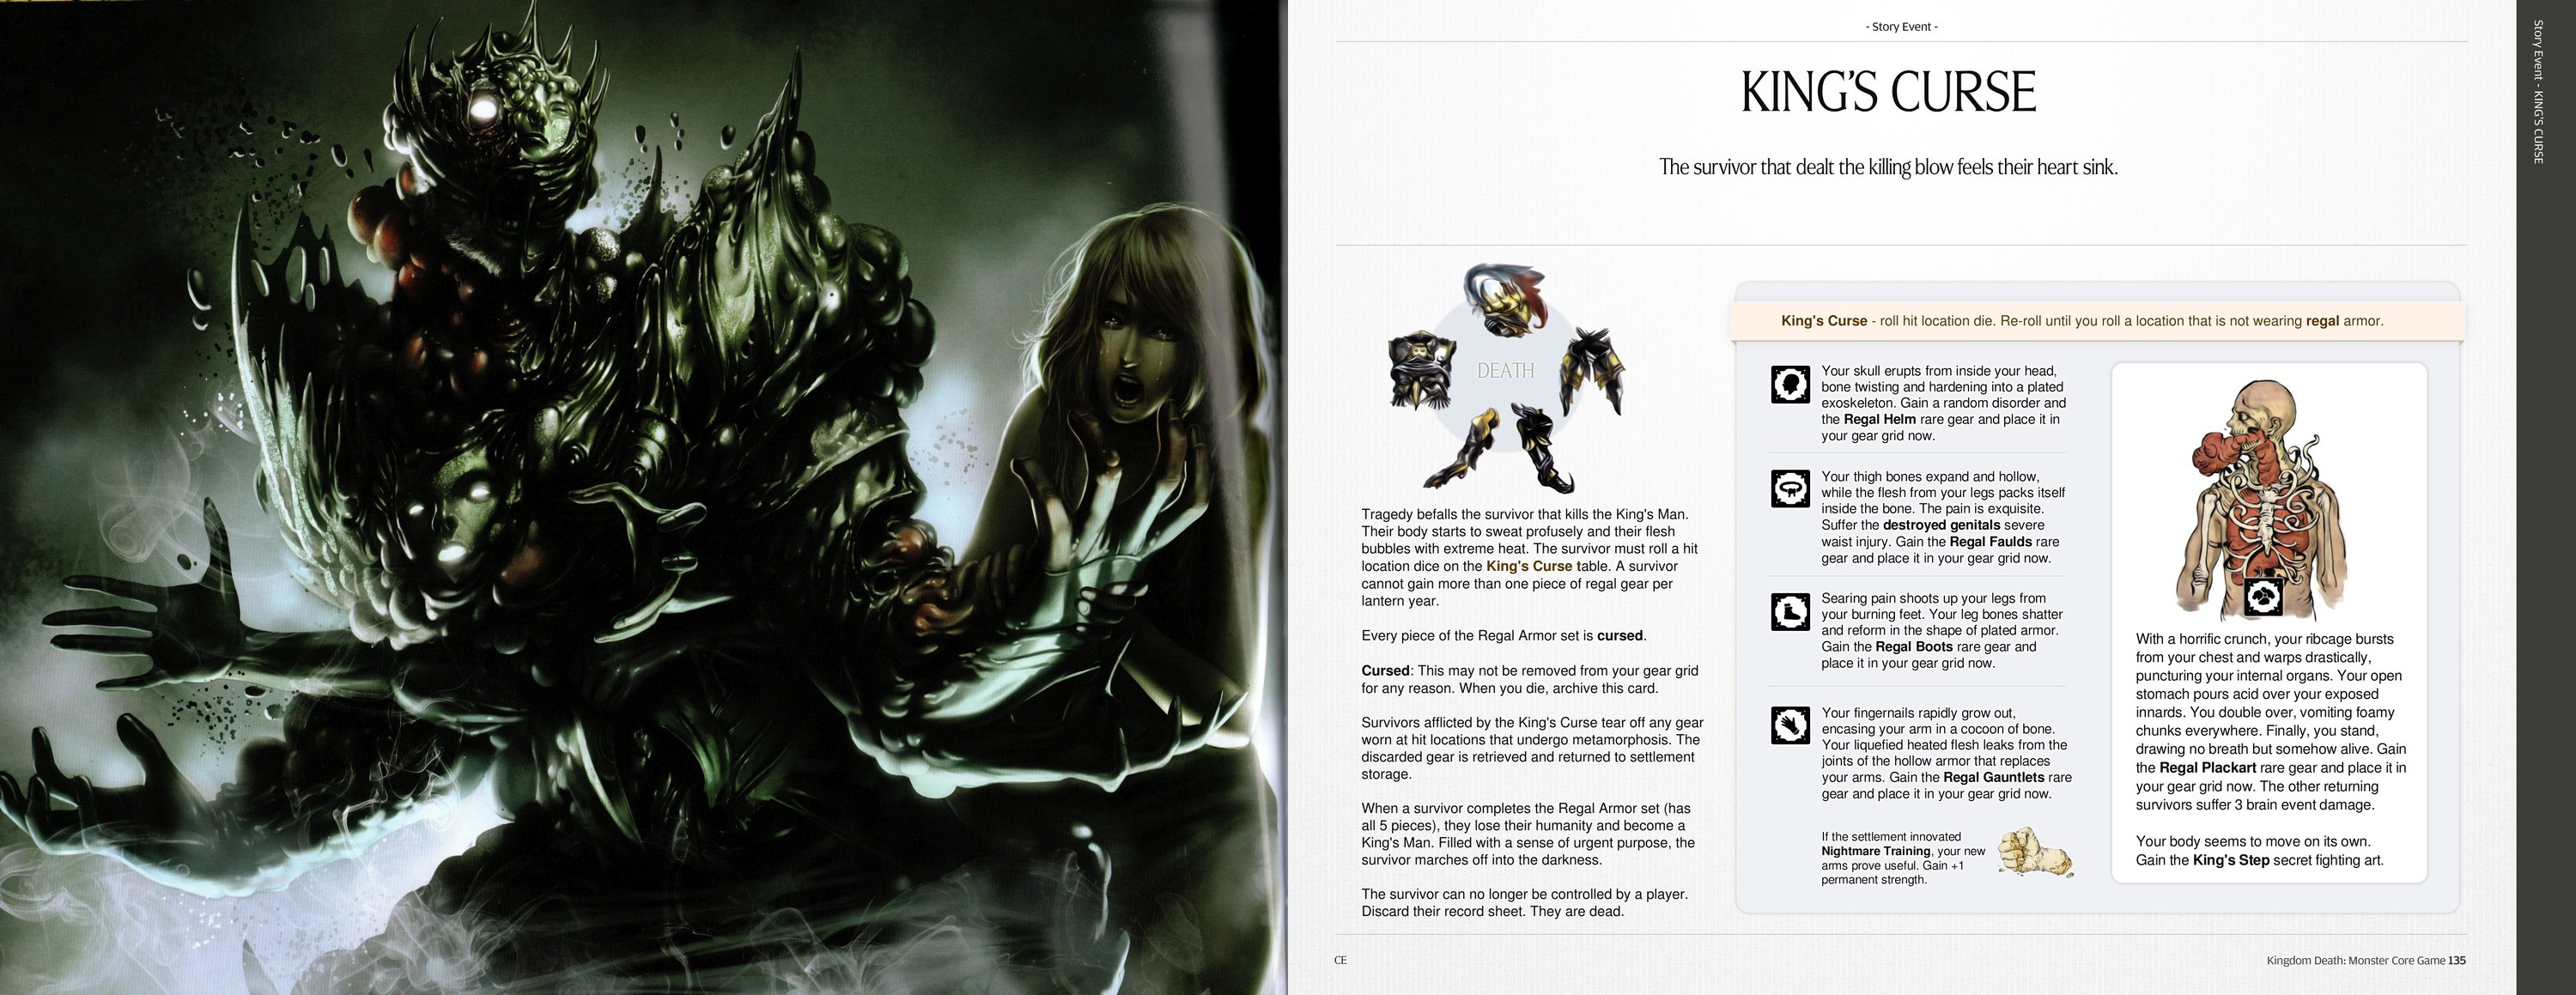 - Story Event -
KING'S CURSE
The survivor that dealt the killing blow feels their heart sink.
DEATH
Tragedy befalls the survivor that kills the King's Man.
Their body starts to sweat profusely and their flesh
bubbles with extreme heat. The survivor must roll a hit
location dice on the King's Curse table. A survivor
cannot gain more than one piece of regal gear per
lantern year.
Every piece of the Regal Armor set is cursed.
Cursed: This may not be removed from your gear grid
for any reason. When you die, archive this card.
Survivors afflicted by the King's Curse tear off any gear
worn at hit locations that undergo metamorphosis. The
discarded gear is retrieved and returned to settlement
storage.
When a survivor completes the Regal Armor set (has
all 5 pieces), they lose their humanity and become a
King's Man. Filled with a sense of urgent purpose, the
survivor marches off into the darkness.
The survivor can no longer be controlled by a player.
Discard their record sheet. They are dead.
King's Curse - roll hit location die. Re-roll until you roll a location that is not wearing regal armor.
Your skull erupts from inside your head,
bone twisting and hardening into a plated
exoskeleton. Gain a random disorder and
the Regal Helm rare gear and place it in
your gear grid now.
Your thigh bones expand and hollow,
while the flesh from your legs packs itself
inside the bone. The pain is exquisite.
Suffer the destroyed genitals severe
waist injury. Gain the Regal Faulds rare
gear and place it in your gear grid now.
Searing pain shoots up your legs from
your burning feet. Your leg bones shatter
and reform in the shape of plated armor.
Gain the Regal Boots rare gear and
place it in your gear grid now.
Your fingernails rapidly grow out,
encasing your arm in a cocoon of bone.
Your liquefied heated flesh leaks from the
joints of the hollow armor that replaces
your arms. Gain the Regal Gauntlets rare
gear and place it in your gear grid now.
If the settlement innovated
Nightmare Training, your new
arms prove useful. Gain +1
permanent strength.
With a horrific crunch, your ribcage bursts
from your chest and warps drastically,
puncturing your internal organs. Your open
stomach pours acid over your exposed
innards. You double over, vomiting foamy
chunks everywhere. Finally, you stand,
drawing no breath but somehow alive. Gain
the Regal Plackart rare gear and place it in
your gear grid now. The other returning
survivors suffer 3 brain event damage.
Your body seems to move on its own.
Gain the King's Step secret fighting art.
CE
Kingdom Death: Monster Core Game 135
Story Event - KING'S CURSE